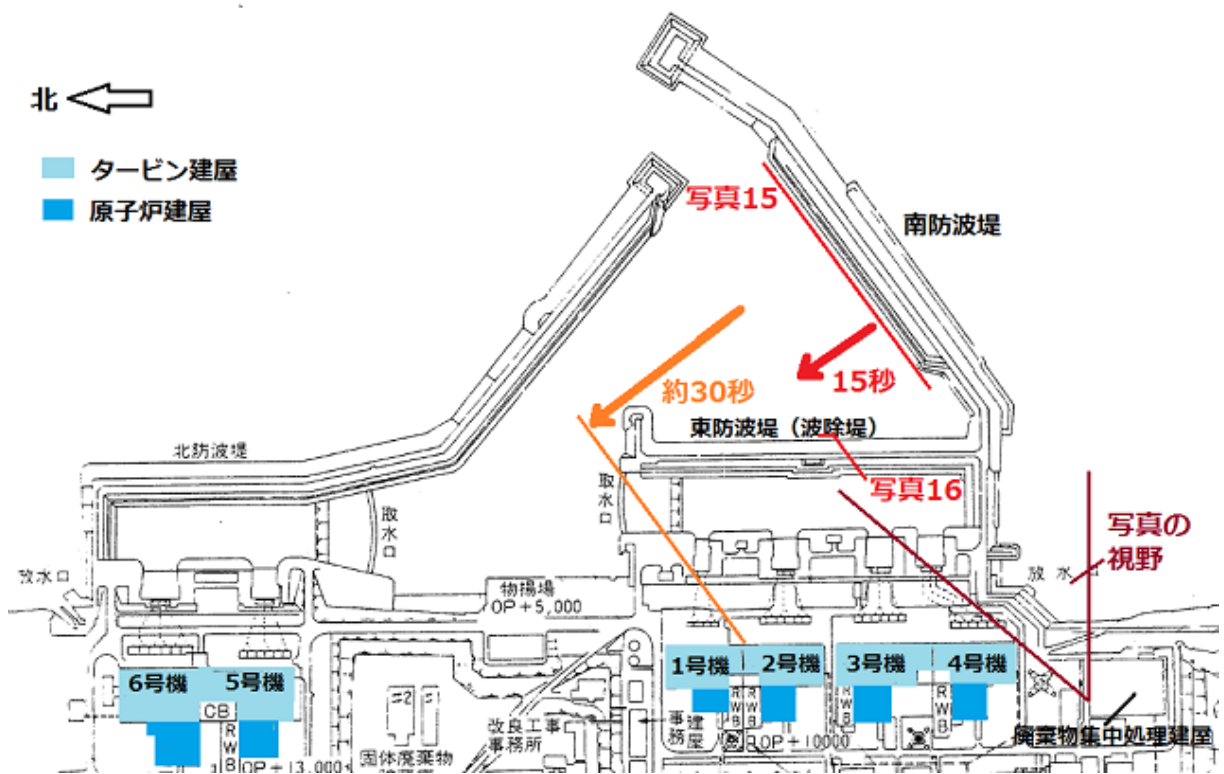 北
タービン建屋
原子炉建屋
写真15
南防波堤
15秒
約30秒
東防波堤（波除堤）
北防波堤
取水口
取水口
写真16
写真の
視野
放水口
放水口
物揚場
OP+5,000
1号機
2号機
3号機
4号機
6号機
5号機
CB
RWB
RWB
RWB
RWB
改良工事
事務所
事務
建屋
OP+10000
廃棄物集中処理建屋
固体廃棄物
OP+13,000